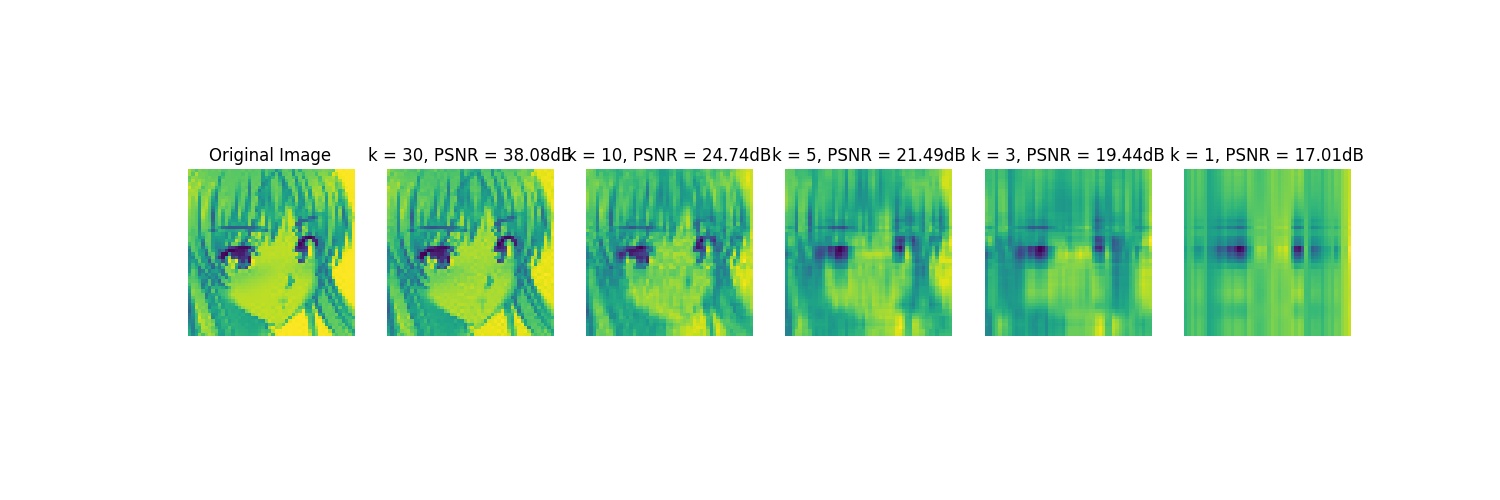 Original Image
k = 30, PSNR = 38.08dB
k = 10, PSNR = 24.74dB
k = 5, PSNR = 21.49dB
k = 3, PSNR = 19.44dB
k = 1, PSNR = 17.01dB